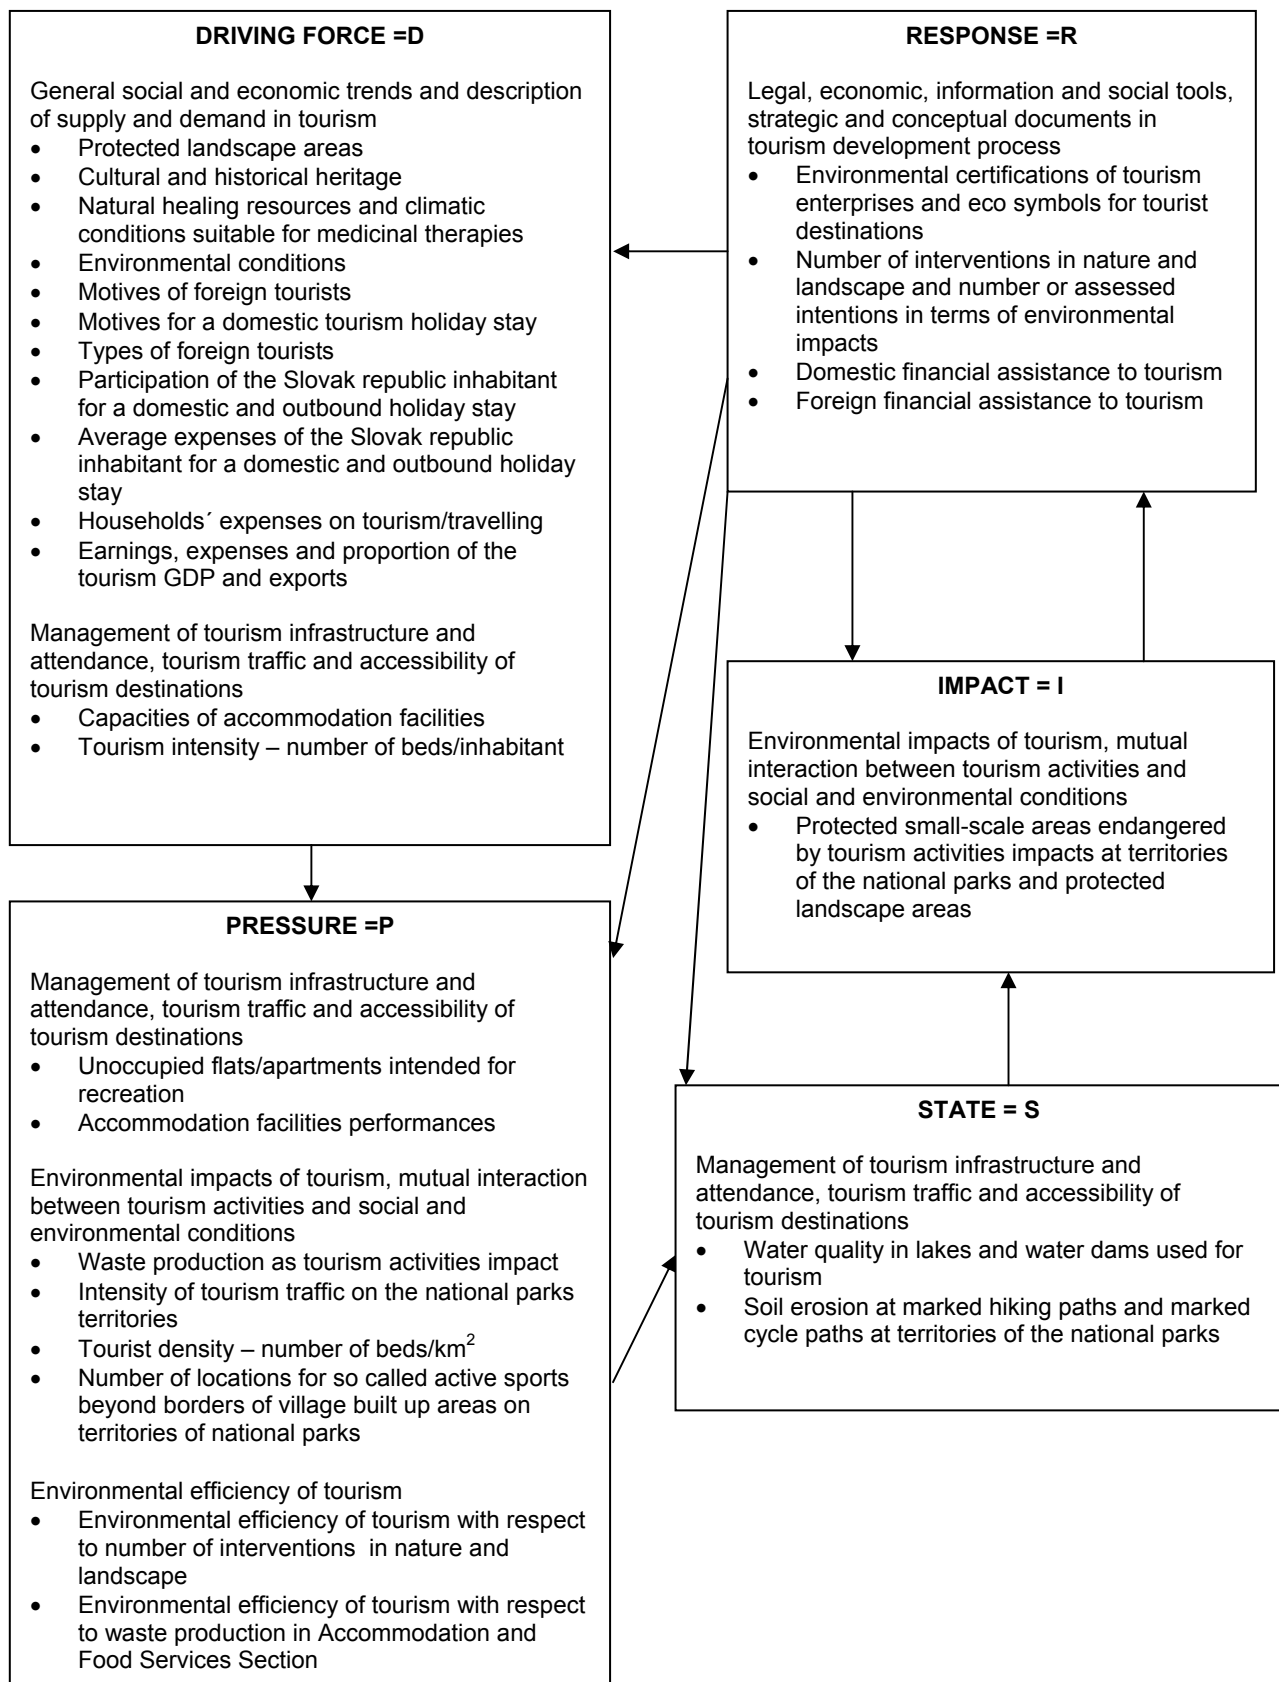 DRIVING FORCE =D
General social and economic trends and description
of supply and demand in tourism
• Protected landscape areas
• Cultural and historical heritage
• Natural healing resources and climatic
conditions suitable for medicinal therapies
• Environmental conditions
• Motives of foreign tourists
• Motives for a domestic tourism holiday stay
• Types of foreign tourists
• Participation of the Slovak republic inhabitant
for a domestic and outbound holiday stay
• Average expenses of the Slovak republic
inhabitant for a domestic and outbound holiday
stay
• Households´ expenses on tourism/travelling
• Earnings, expenses and proportion of the
tourism GDP and exports
Management of tourism infrastructure and
attendance, tourism traffic and accessibility of
tourism destinations
• Capacities of accommodation facilities
• Tourism intensity – number of beds/inhabitant
RESPONSE =R
Legal, economic, information and social tools,
strategic and conceptual documents in
tourism development process
• Environmental certifications of tourism
enterprises and eco symbols for tourist
destinations
• Number of interventions in nature and
landscape and number or assessed
intentions in terms of environmental
impacts
• Domestic financial assistance to tourism
• Foreign financial assistance to tourism
IMPACT = I
Environmental impacts of tourism, mutual
interaction between tourism activities and
social and environmental conditions
• Protected small-scale areas endangered
by tourism activities impacts at territories
of the national parks and protected
landscape areas
PRESSURE =P
Management of tourism infrastructure and
attendance, tourism traffic and accessibility of
tourism destinations
• Unoccupied flats/apartments intended for
recreation
• Accommodation facilities performances
Environmental impacts of tourism, mutual interaction
between tourism activities and social and
environmental conditions
• Waste production as tourism activities impact
• Intensity of tourism traffic on the national parks
territories
• Tourist density – number of beds/km²
• Number of locations for so called active sports
beyond borders of village built up areas on
territories of national parks
Environmental efficiency of tourism
• Environmental efficiency of tourism with respect
to number of interventions in nature and
landscape
• Environmental efficiency of tourism with respect
to waste production in Accommodation and
Food Services Section
STATE = S
Management of tourism infrastructure and
attendance, tourism traffic and accessibility of
tourism destinations
• Water quality in lakes and water dams used for
tourism
• Soil erosion at marked hiking paths and marked
cycle paths at territories of the national parks